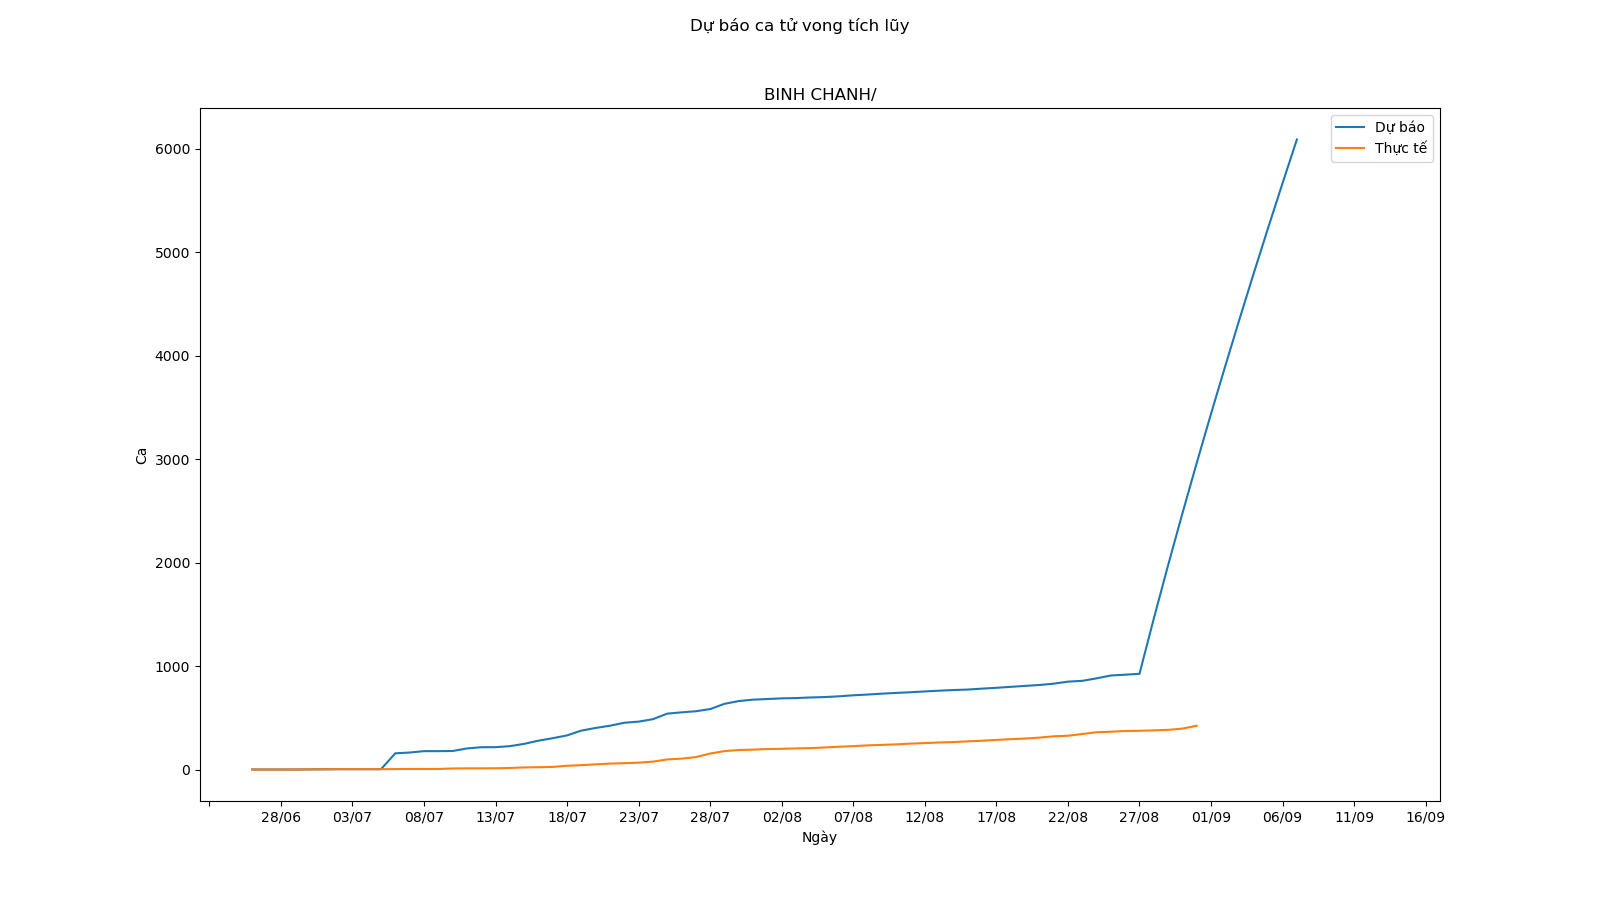 Dự báo ca tử vong tích lũy
BINH CHANH/
Dự báo
Thực tế
6000
5000
4000
3000
2000
1000
0
Ca
28/06 03/07 08/07 13/07 18/07 23/07 28/07 02/08 07/08 12/08 17/08 22/08 27/08 01/09 06/09 11/09 16/09
Ngày